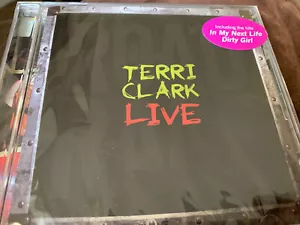 Including the hits
In My Next Life
Dirty Girl
TERRI
CLARK
LIVE